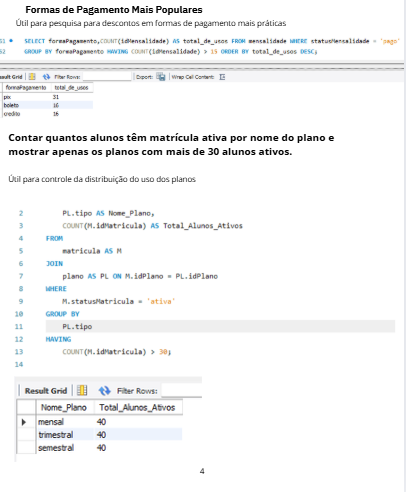 Formas de Pagamento Mais Populares
Útil para pesquisa para descontos em formas de pagamento mais práticas
51 SELECT formaPagamento,COUNT(idMensalidade) AS total_de_usos FROM mensalidade WHERE statusMensalidade = 'pago'
52 GROUP BY formaPagamento HAVING COUNT(idMensalidade) > 15 ORDER BY total_de_usos DESC;
esult Grid Filter Rows: Export: Wrap Cell Content:
formaPagamento total_de_usos
pix 31
boleto 16
credito 16
Contar quantos alunos têm matrícula ativa por nome do plano e
mostrar apenas os planos com mais de 30 alunos ativos.
Útil para controle da distribuição do uso dos planos
2 PL.tipo AS Nome_Plano,
3 COUNT(M.idMatricula) AS Total_Alunos_Ativos
4 FROM
5 matricula AS M
6 JOIN
7 plano AS PL ON M.idPlano = PL.idPlano
8 WHERE
9 M.statusMatricula = 'ativa'
10 GROUP BY
11 PL.tipo
12 HAVING
13 COUNT(M.idMatricula) > 30;
14
Result Grid Filter Rows:
Nome_Plano Total_Alunos_Ativos
mensal 40
trimestral 40
semestral 40
4